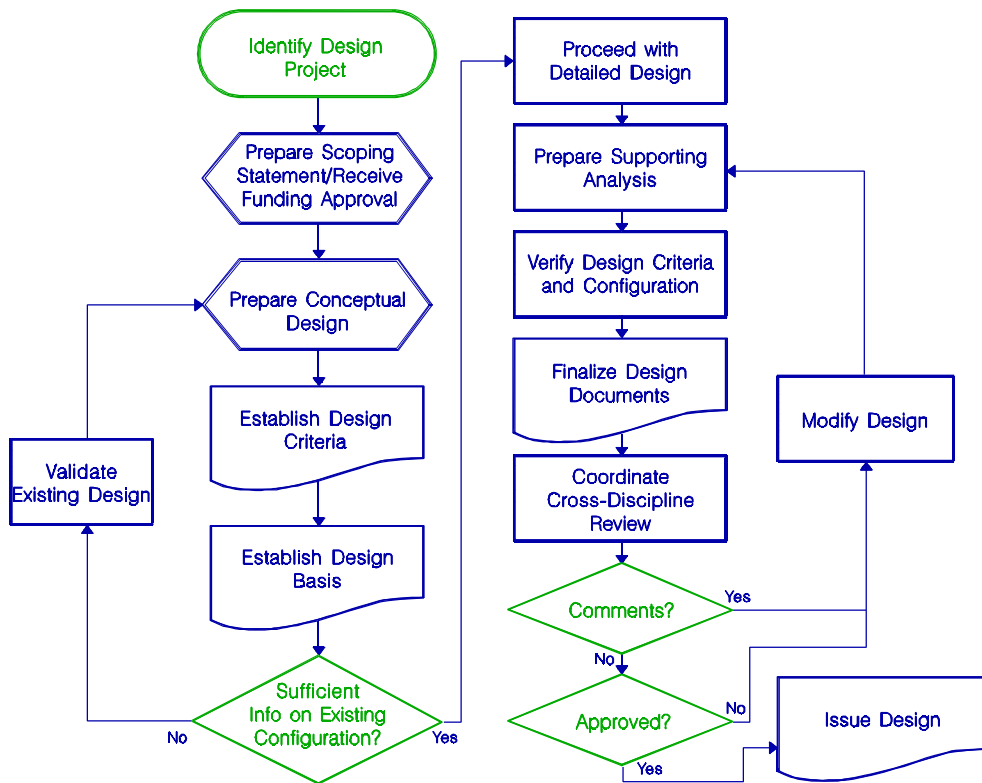 Identify Design
Project
Prepare Scoping
Statement/Receive
Funding Approval
Prepare Conceptual
Design
Establish Design
Criteria
Validate
Existing Design
Establish Design
Basis
Sufficient
Info on Existing
Configuration?
No
Yes
Proceed with
Detailed Design
Prepare Supporting
Analysis
Verify Design Criteria
and Configuration
Finalize Design
Documents
Modify Design
Coordinate
Cross-Discipline
Review
Comments?
Yes
No
Approved?
No
Yes
Issue Design